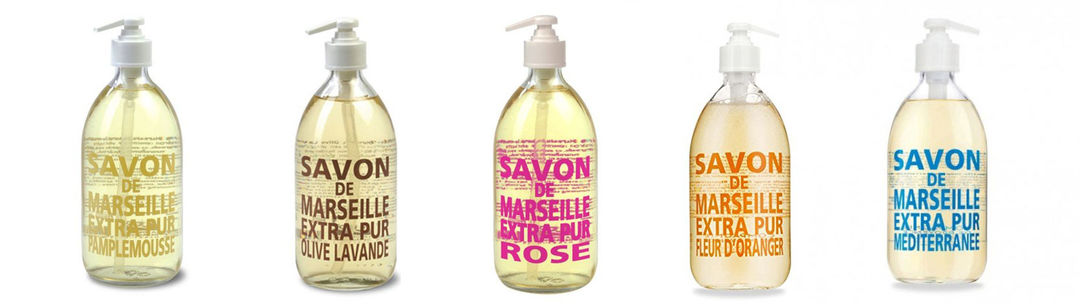 SAVON
DE
MARSEILLE
EXTRA PUR
PAMPLEMOUSSE
SAVON
DE
MARSEILLE
EXTRA PUR
OLIVE LAVANDE
SAVON
DE
MARSEILLE
EXTRA PUR
ROSE
SAVON
DE
MARSEILLE
EXTRA PUR
FLEUR D'ORANGER
SAVON
DE
MARSEILLE
EXTRA PUR
MÉDITERRANÉE